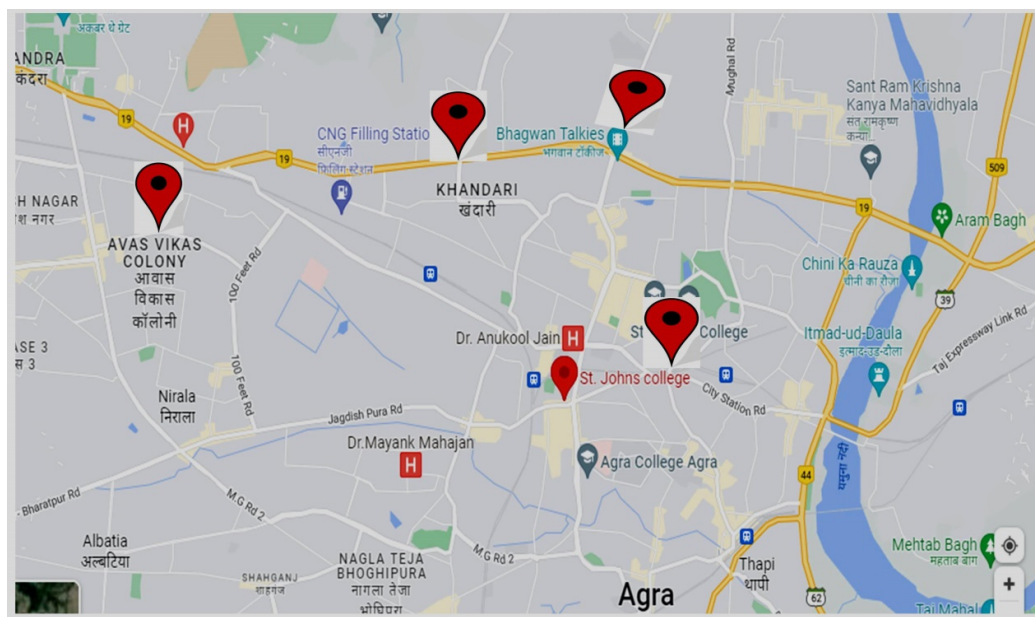 अकबर थे ग्रेट
ANDRA
कंदरा
19
H
19
CNG Filling Statio
सीएनजी
फिलिंग स्टेशन
Bhagwan Talkies
भगवान टॉकीज
Mughal Rd
Sant Ram Krishna
Kanya Mahavidhyala
संत रामकृष्ण
कन्या...
509
SH NAGAR
श नगर
KHANDARI
खंदारी
19
Aram Bagh
AVAS VIKAS
COLONY
आवास
विकास
कॉलोनी
100 Feet Rd
Chini Ka Rauza
चीनी का रौजा
39
St
College
Itmad-ud-Daula
इत्माद-उद-दौला
Taj Expressway Link Rd
ASE 3
स 3
Dr. Anukool Jain
H
St. Johns college
City Station Rd
Nirala
निराला
100 Feet Rd
Jagdish Pura Rd
Dr.Mayank Mahajan
H
Agra College Agra
44
यमुना नदी
- Bharatpur Rd
M.G Rd 2
Albatia
अल्बटिया
M.G Rd 2
NAGLA TEJA
BHOGHIPURA
नागला तेजा
भोघिपुरा
SHAHGANJ
शाहगंज
Agra
Thapi
थापी
62
Mehtab Bagh
महताब बाग
Taj Mahal
+